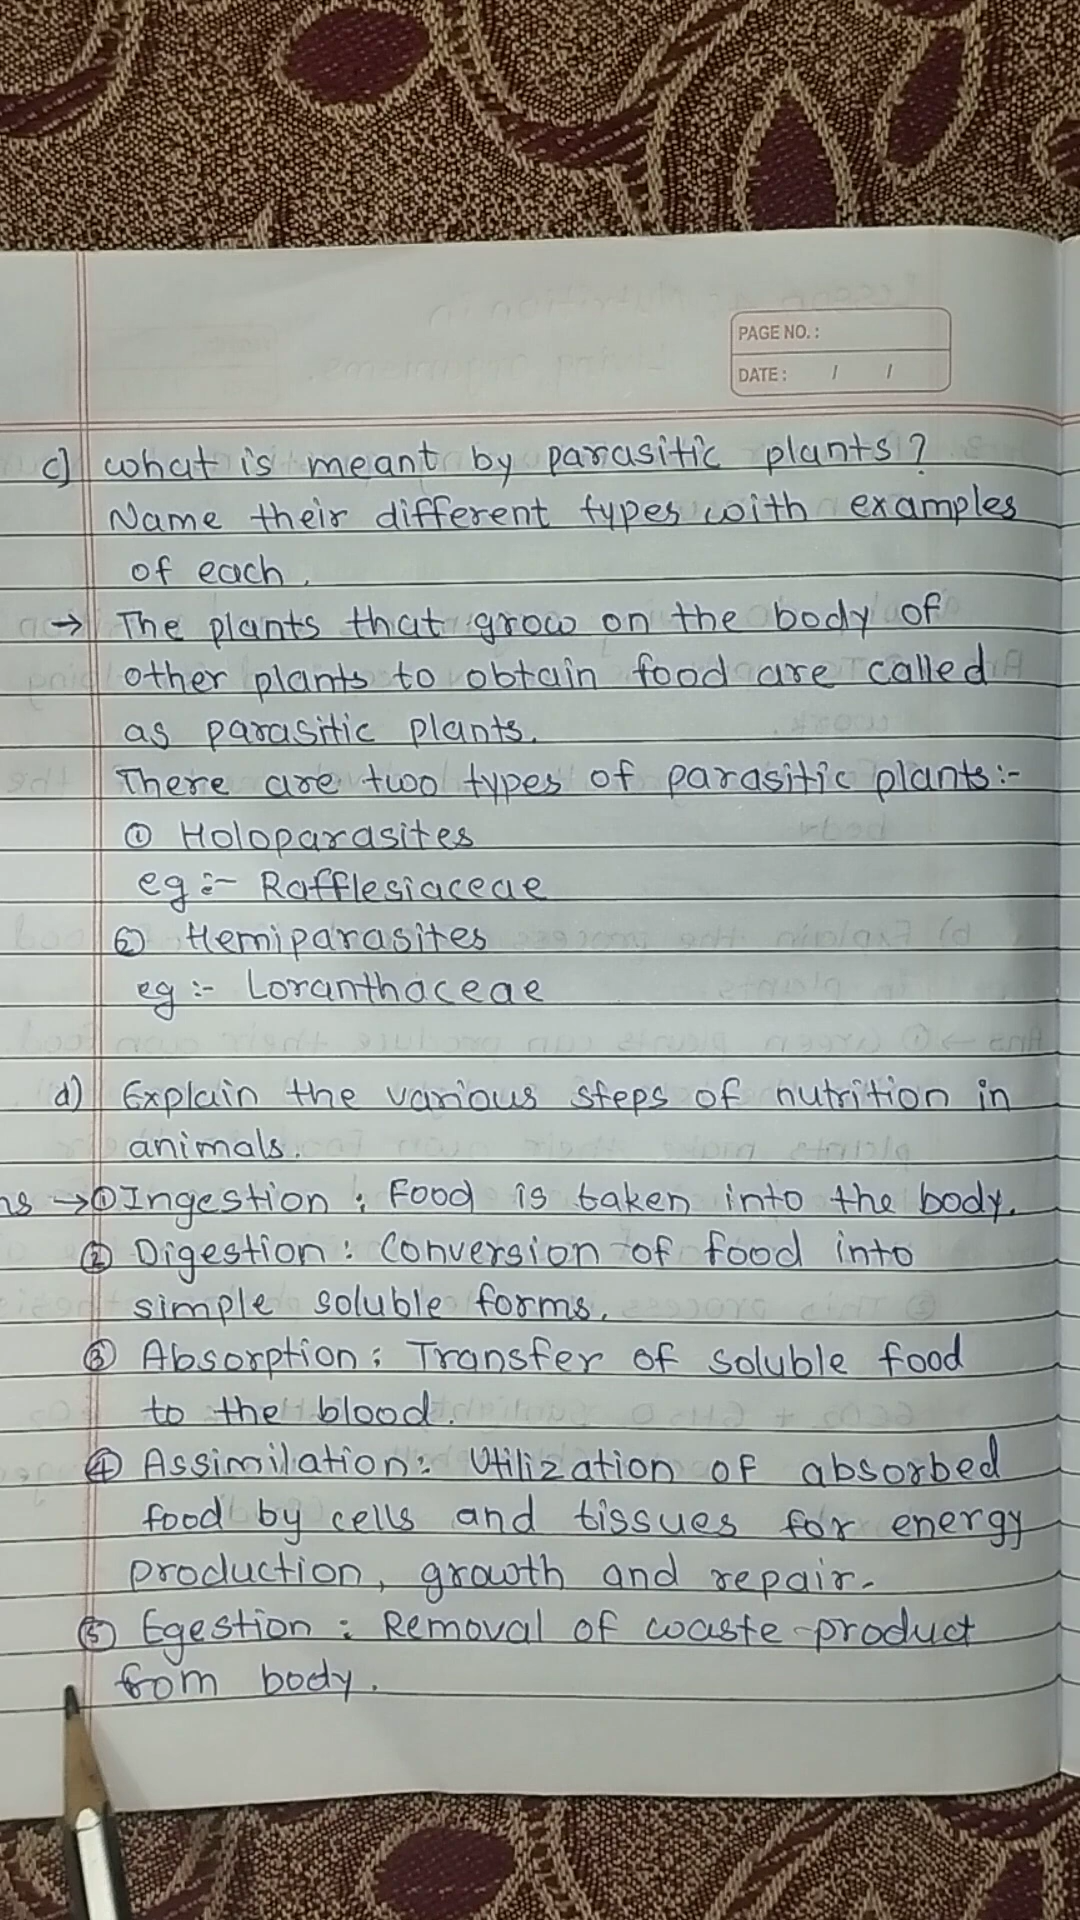 PAGE NO. :
DATE : / /
c] what is meant by parasitic plants?
Name their different types with examples
of each.
→ The plants that grow on the body of
other plants to obtain food are called
as parasitic plants.
There are two types of parasitic plants:-
① Holoparasites
eg :- Rafflesiaceae
② Hemiparasites
eg :- Loranthaceae
d) Explain the various steps of nutrition in
animals.
ns → ① Ingestion : Food is taken into the body.
② Digestion : Conversion of food into
simple soluble forms.
③ Absorption : Transfer of soluble food
to the blood.
④ Assimilation : Utilization of absorbed
food by cells and tissues for energy
production, growth and repair.
⑤ Egestion : Removal of waste product
from body.